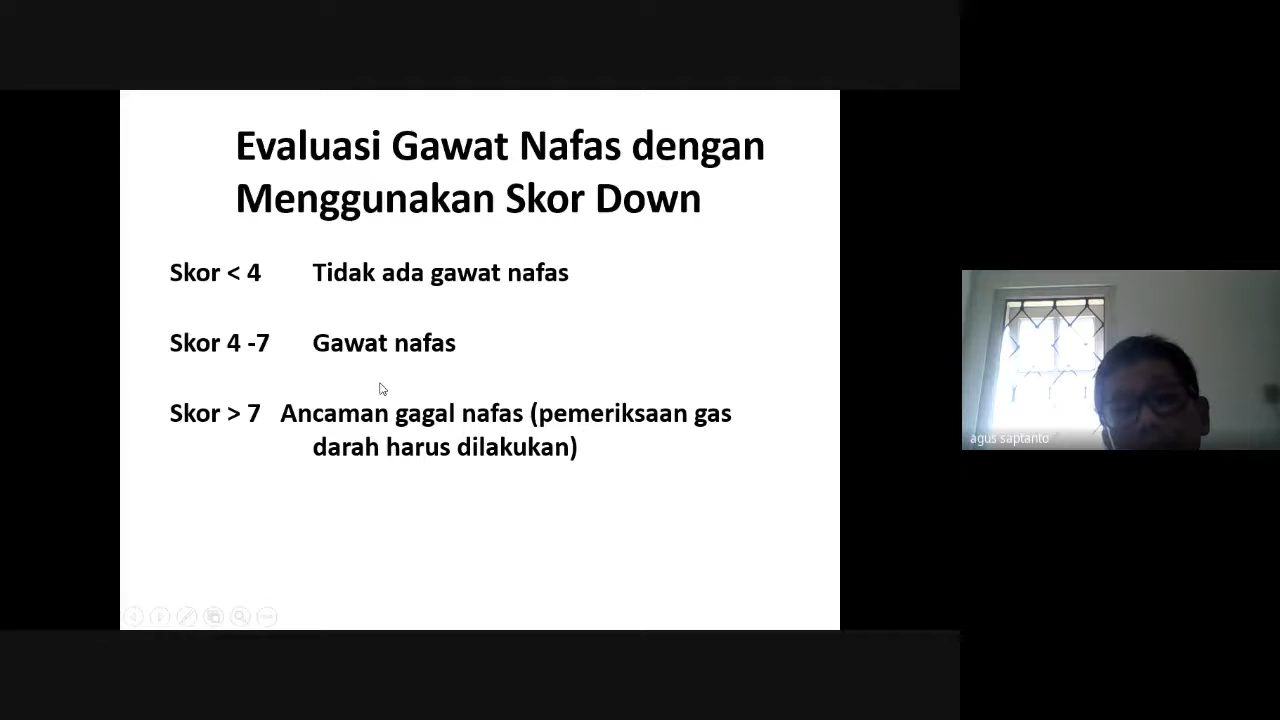 Evaluasi Gawat Nafas dengan
Menggunakan Skor Down
Skor < 4 Tidak ada gawat nafas
Skor 4 -7 Gawat nafas
Skor > 7 Ancaman gagal nafas (pemeriksaan gas
darah harus dilakukan)
agus saptanto